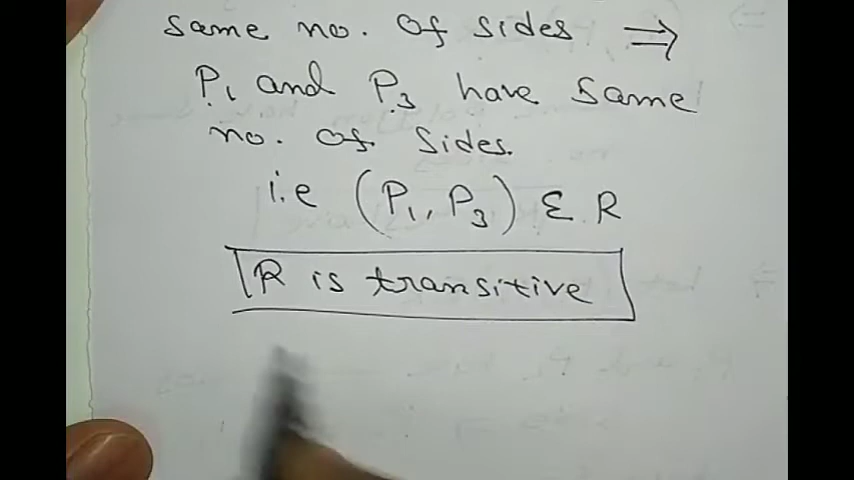 same no. of sides ⇒
P₁ and P₃ have same
no. of sides.
i.e (P₁, P₃) ε R
R is transitive